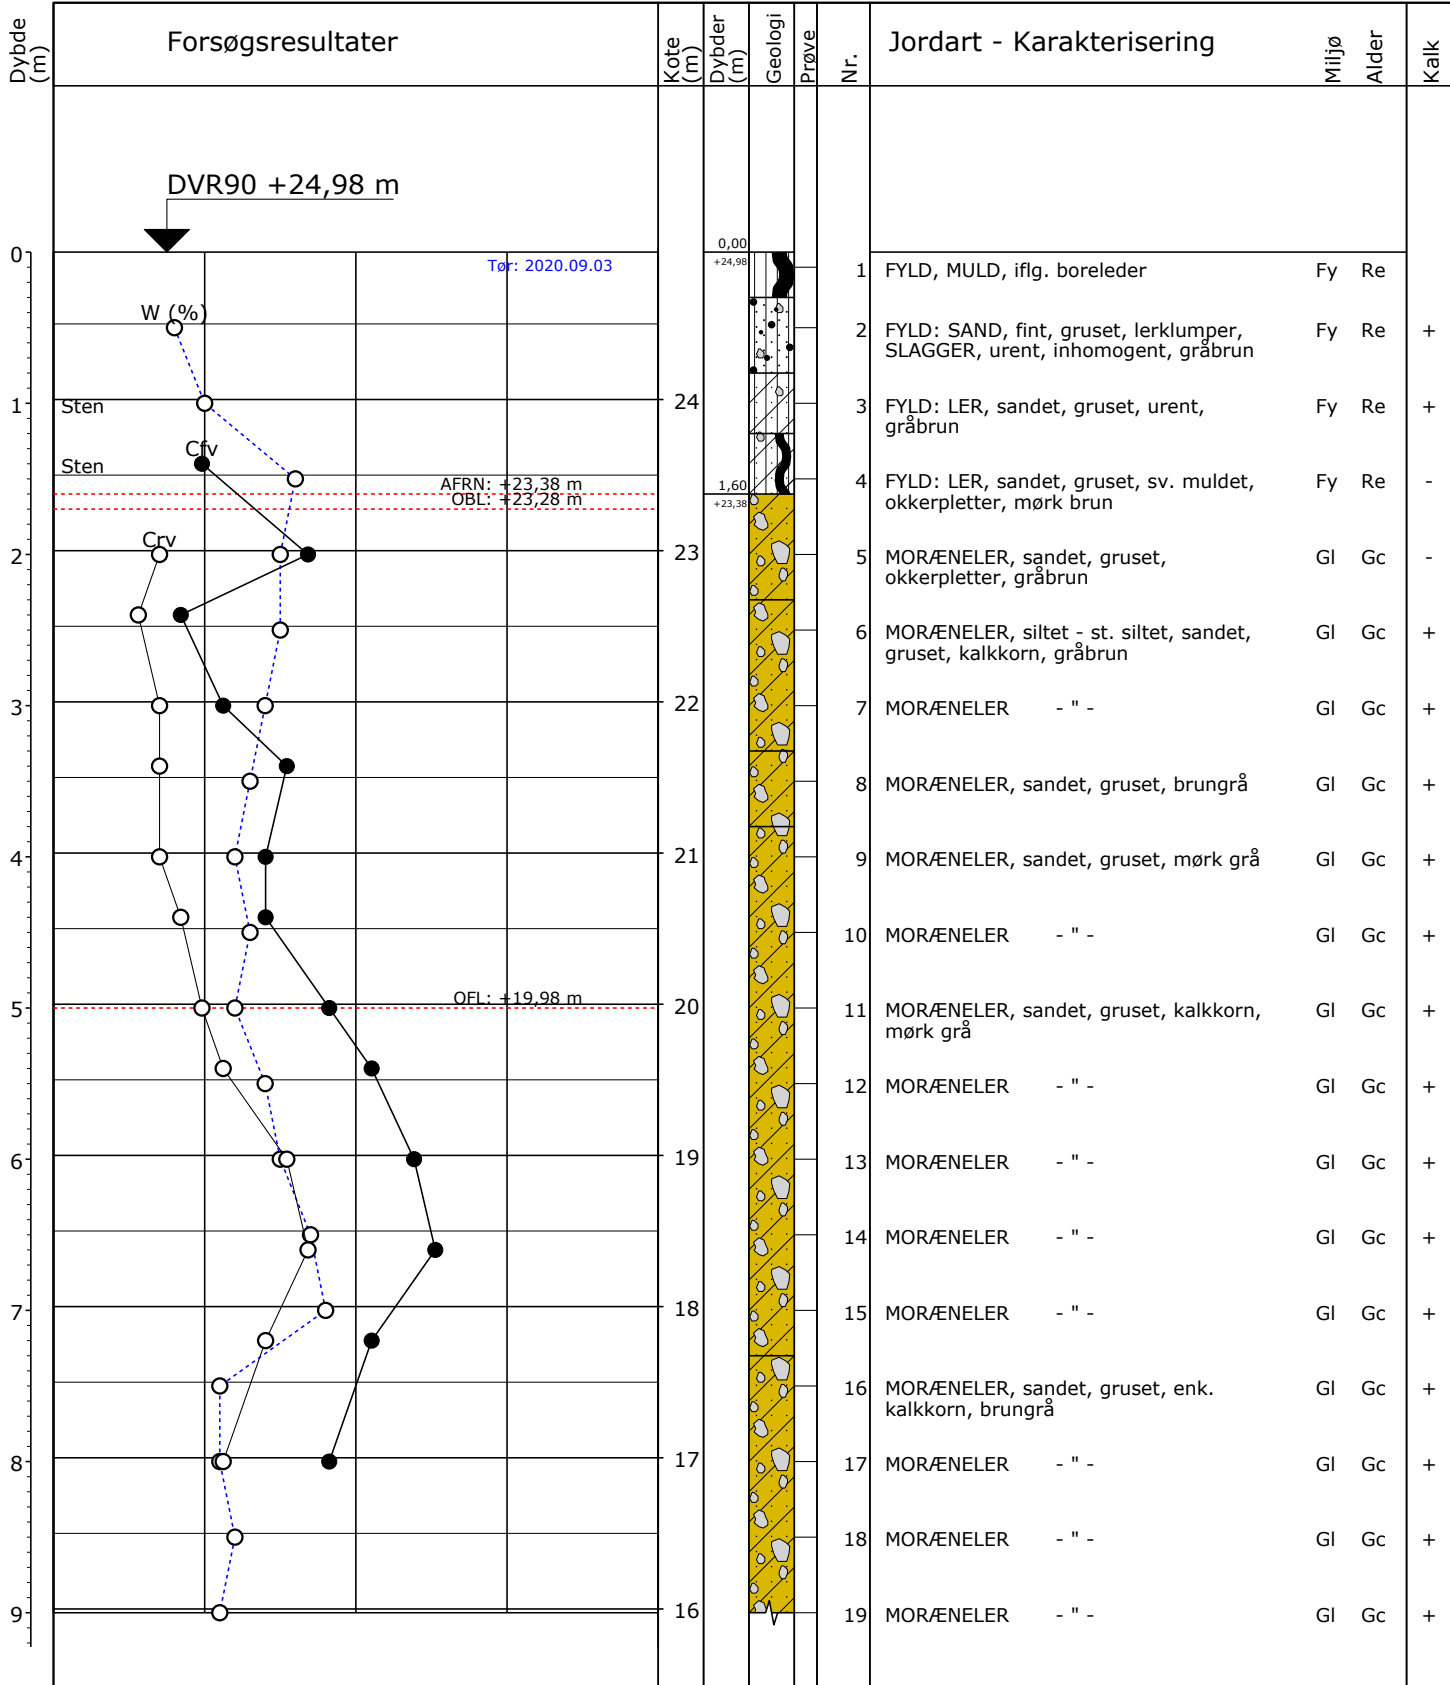 Dybde (m)
Forsøgsresultater
Kote (m)
Dybder (m)
Geologi
Prøve
Nr.
Jordart - Karakterisering
Miljø
Alder
Kalk
DVR90 +24,98 m
0
0,00
+24,98
Tør: 2020.09.03
1 FYLD, MULD, iflg. boreleder Fy Re
W (%)
2 FYLD: SAND, fint, gruset, lerklumper, Fy Re +
SLAGGER, urent, inhomogent, gråbrun
1 Sten 24
3 FYLD: LER, sandet, gruset, urent, Fy Re +
gråbrun
Cfv
Sten
AFRN: +23,38 m
OBL: +23,28 m
1,60
+23,38
4 FYLD: LER, sandet, gruset, sv. muldet, Fy Re -
okkerpletter, mørk brun
Crv
2 23
5 MORÆNELER, sandet, gruset, Gl Gc -
okkerpletter, gråbrun
6 MORÆNELER, siltet - st. siltet, sandet, Gl Gc +
gruset, kalkkorn, gråbrun
3 22
7 MORÆNELER - " - Gl Gc +
8 MORÆNELER, sandet, gruset, brungrå Gl Gc +
4 21
9 MORÆNELER, sandet, gruset, mørk grå Gl Gc +
10 MORÆNELER - " - Gl Gc +
OFL: +19,98 m
5 20
11 MORÆNELER, sandet, gruset, kalkkorn, Gl Gc +
mørk grå
12 MORÆNELER - " - Gl Gc +
6 19
13 MORÆNELER - " - Gl Gc +
14 MORÆNELER - " - Gl Gc +
7 18
15 MORÆNELER - " - Gl Gc +
16 MORÆNELER, sandet, gruset, enk. Gl Gc +
kalkkorn, brungrå
8 17
17 MORÆNELER - " - Gl Gc +
18 MORÆNELER - " - Gl Gc +
9 16
19 MORÆNELER - " - Gl Gc +